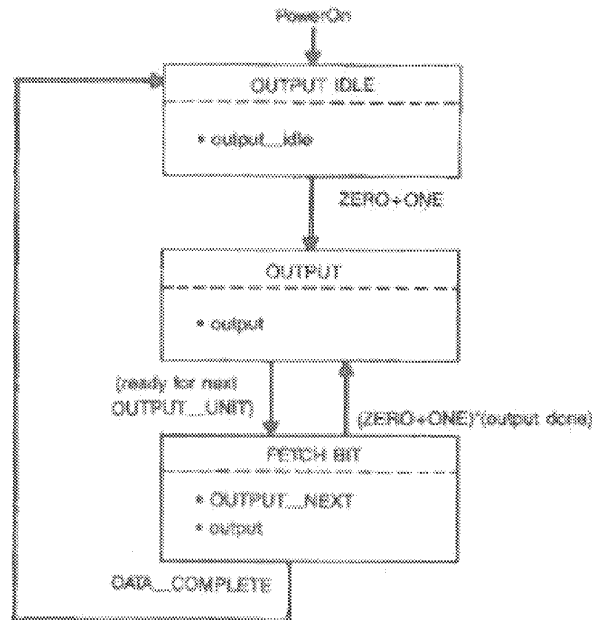 PowerOn
OUTPUT IDLE
• output_idle
ZERO+ONE
OUTPUT
• output
(ready for next
OUTPUT_UNIT)
(ZERO+ONE)*(output done)
FETCH BIT
• OUTPUT_NEXT
• output
DATA_COMPLETE